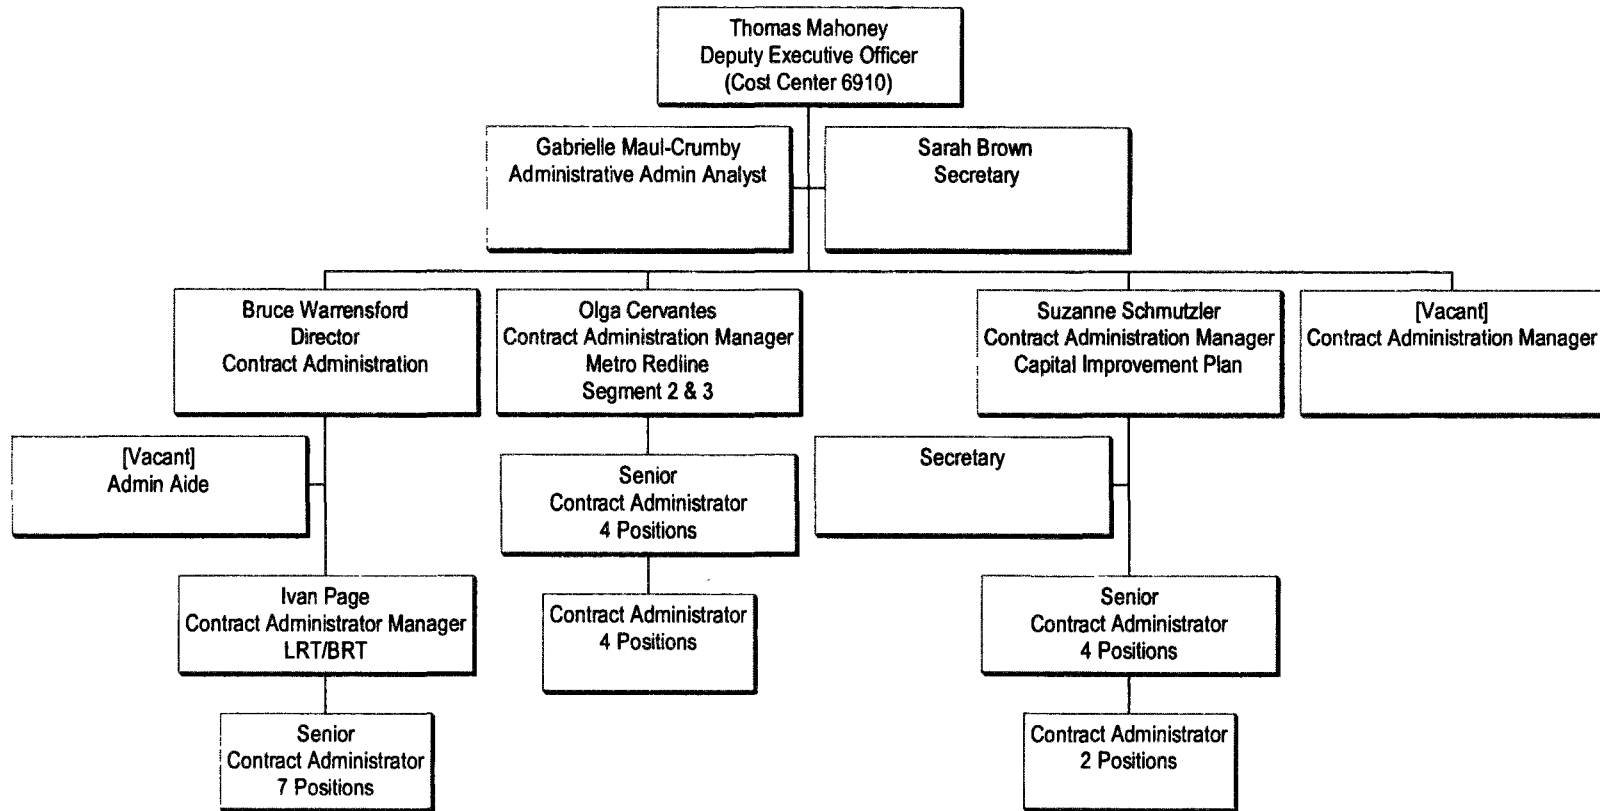 Thomas Mahoney
Deputy Executive Officer
(Cost Center 6910)
Gabrielle Maul-Crumby
Administrative Admin Analyst
Sarah Brown
Secretary
Bruce Warrensford
Director
Contract Administration
Olga Cervantes
Contract Administration Manager
Metro Redline
Segment 2 & 3
Suzanne Schmutzler
Contract Administration Manager
Capital Improvement Plan
[Vacant]
Contract Administration Manager
[Vacant]
Admin Aide
Senior
Contract Administrator
4 Positions
Secretary
Ivan Page
Contract Administrator Manager
LRT/BRT
Contract Administrator
4 Positions
Senior
Contract Administrator
4 Positions
Senior
Contract Administrator
7 Positions
Contract Administrator
2 Positions